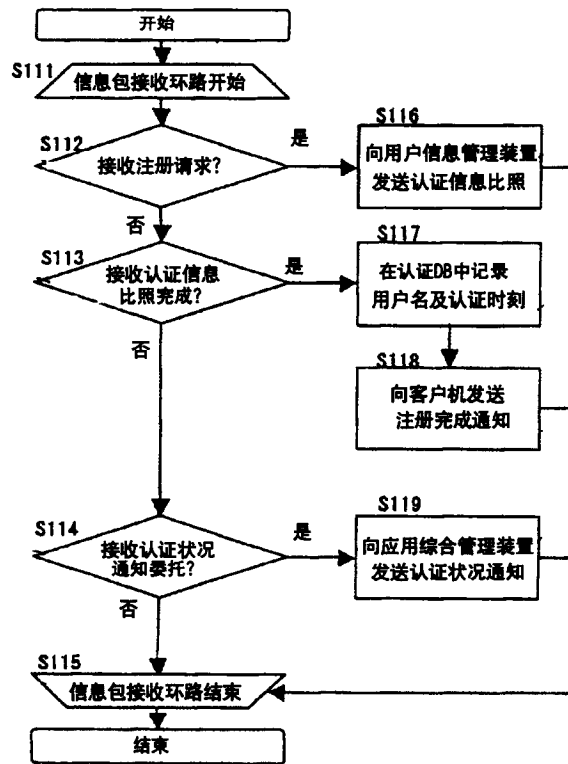 开始
S111
信息包接收环路开始
S112
接收注册请求?
是
S116
向用户信息管理装置
发送认证信息比照
否
S113
接收认证信息
比照完成?
是
S117
在认证DB中记录
用户名及认证时刻
否
S118
向客户机发送
注册完成通知
S114
接收认证状况
通知委托?
是
S119
向应用综合管理装置
发送认证状况通知
否
S115
信息包接收环路结束
结束